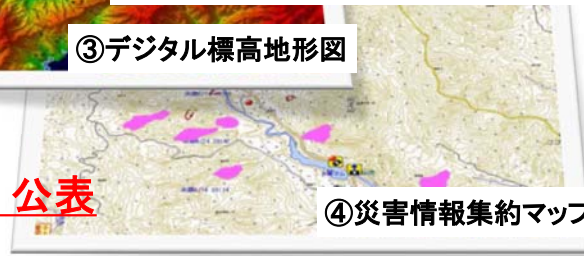 ③デジタル標高地形図
公表
④災害情報集約マップ